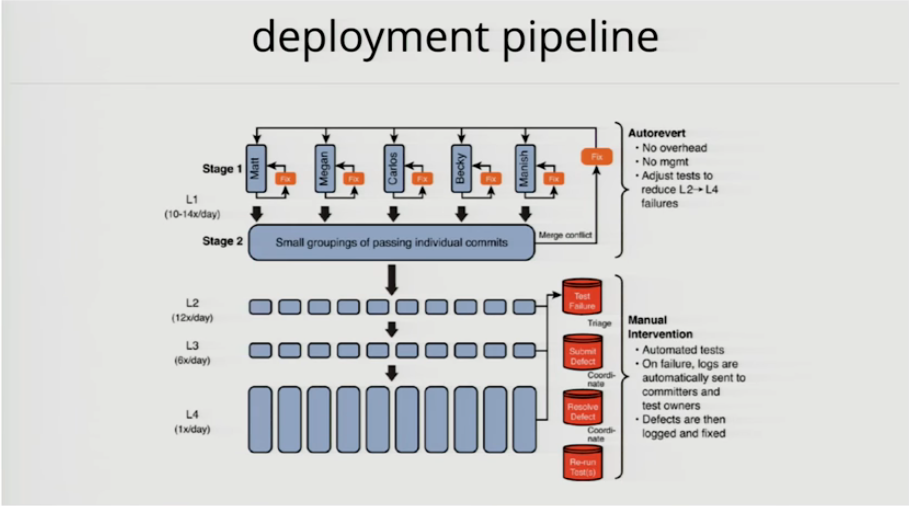 deployment pipeline
Stage 1
Matt
Fix
Megan
Fix
Carlos
Fix
Becky
Fix
Manish
Fix
Fix
L1
(10-14x/day)
Stage 2
Small groupings of passing individual commits
Merge conflict
Autorevert
• No overhead
• No mgmt
• Adjust tests to
reduce L2→L4
failures
L2
(12x/day)
L3
(6x/day)
L4
(1x/day)
Test
Failure
Triage
Submit
Defect
Coordi-
nate
Resolve
Defect
Coordi-
nate
Re-run
Test(s)
Manual
Intervention
• Automated tests
• On failure, logs are
automatically sent to
committers and
test owners
• Defects are then
logged and fixed